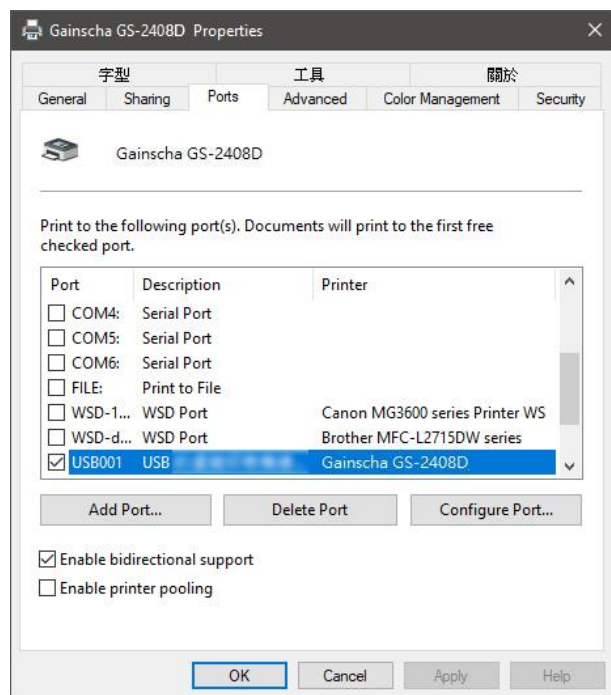 Gainscha GS-2408D Properties
字型 工具 關於
General Sharing Ports Advanced Color Management Security
Gainscha GS-2408D
Print to the following port(s). Documents will print to the first free
checked port.
Port Description Printer
COM4: Serial Port
COM5: Serial Port
COM6: Serial Port
FILE: Print to File
WSD-1... WSD Port Canon MG3600 series Printer WS
WSD-d... WSD Port Brother MFC-L2715DW series
USB001 USB Gainscha GS-2408D
Add Port... Delete Port Configure Port...
Enable bidirectional support
Enable printer pooling
OK Cancel Apply Help